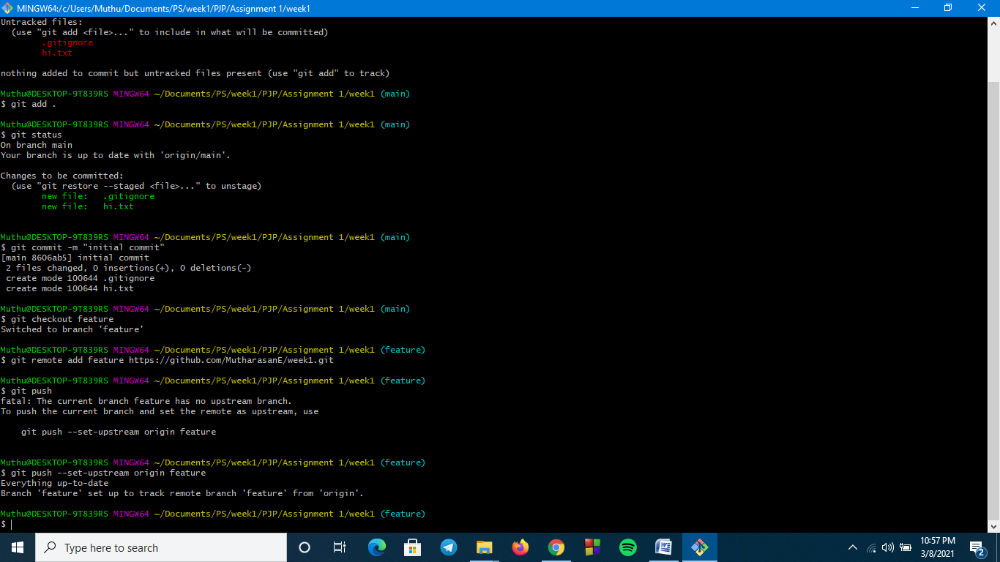 MINGW64:/c/Users/Muthu/Documents/PS/week1/PJP/Assignment 1/week1
Untracked files:
  (use "git add <file>..." to include in what will be committed)
        .gitignore
        hi.txt

nothing added to commit but untracked files present (use "git add" to track)

Muthu@DESKTOP-9T839RS MINGW64 ~/Documents/PS/week1/PJP/Assignment 1/week1 (main)
$ git add .

Muthu@DESKTOP-9T839RS MINGW64 ~/Documents/PS/week1/PJP/Assignment 1/week1 (main)
$ git status
On branch main
Your branch is up to date with 'origin/main'.

Changes to be committed:
  (use "git restore --staged <file>..." to unstage)
        new file:   .gitignore
        new file:   hi.txt


Muthu@DESKTOP-9T839RS MINGW64 ~/Documents/PS/week1/PJP/Assignment 1/week1 (main)
$ git commit -m "initial commit"
[main 8606ab5] initial commit
 2 files changed, 0 insertions(+), 0 deletions(-)
 create mode 100644 .gitignore
 create mode 100644 hi.txt

Muthu@DESKTOP-9T839RS MINGW64 ~/Documents/PS/week1/PJP/Assignment 1/week1 (main)
$ git checkout feature
Switched to branch 'feature'

Muthu@DESKTOP-9T839RS MINGW64 ~/Documents/PS/week1/PJP/Assignment 1/week1 (feature)
$ git remote add feature https://github.com/MutharasanE/week1.git

Muthu@DESKTOP-9T839RS MINGW64 ~/Documents/PS/week1/PJP/Assignment 1/week1 (feature)
$ git push
fatal: The current branch feature has no upstream branch.
To push the current branch and set the remote as upstream, use

    git push --set-upstream origin feature


Muthu@DESKTOP-9T839RS MINGW64 ~/Documents/PS/week1/PJP/Assignment 1/week1 (feature)
$ git push --set-upstream origin feature
Everything up-to-date
Branch 'feature' set up to track remote branch 'feature' from 'origin'.

Muthu@DESKTOP-9T839RS MINGW64 ~/Documents/PS/week1/PJP/Assignment 1/week1 (feature)
$
Type here to search
10:57 PM
3/8/2021
2